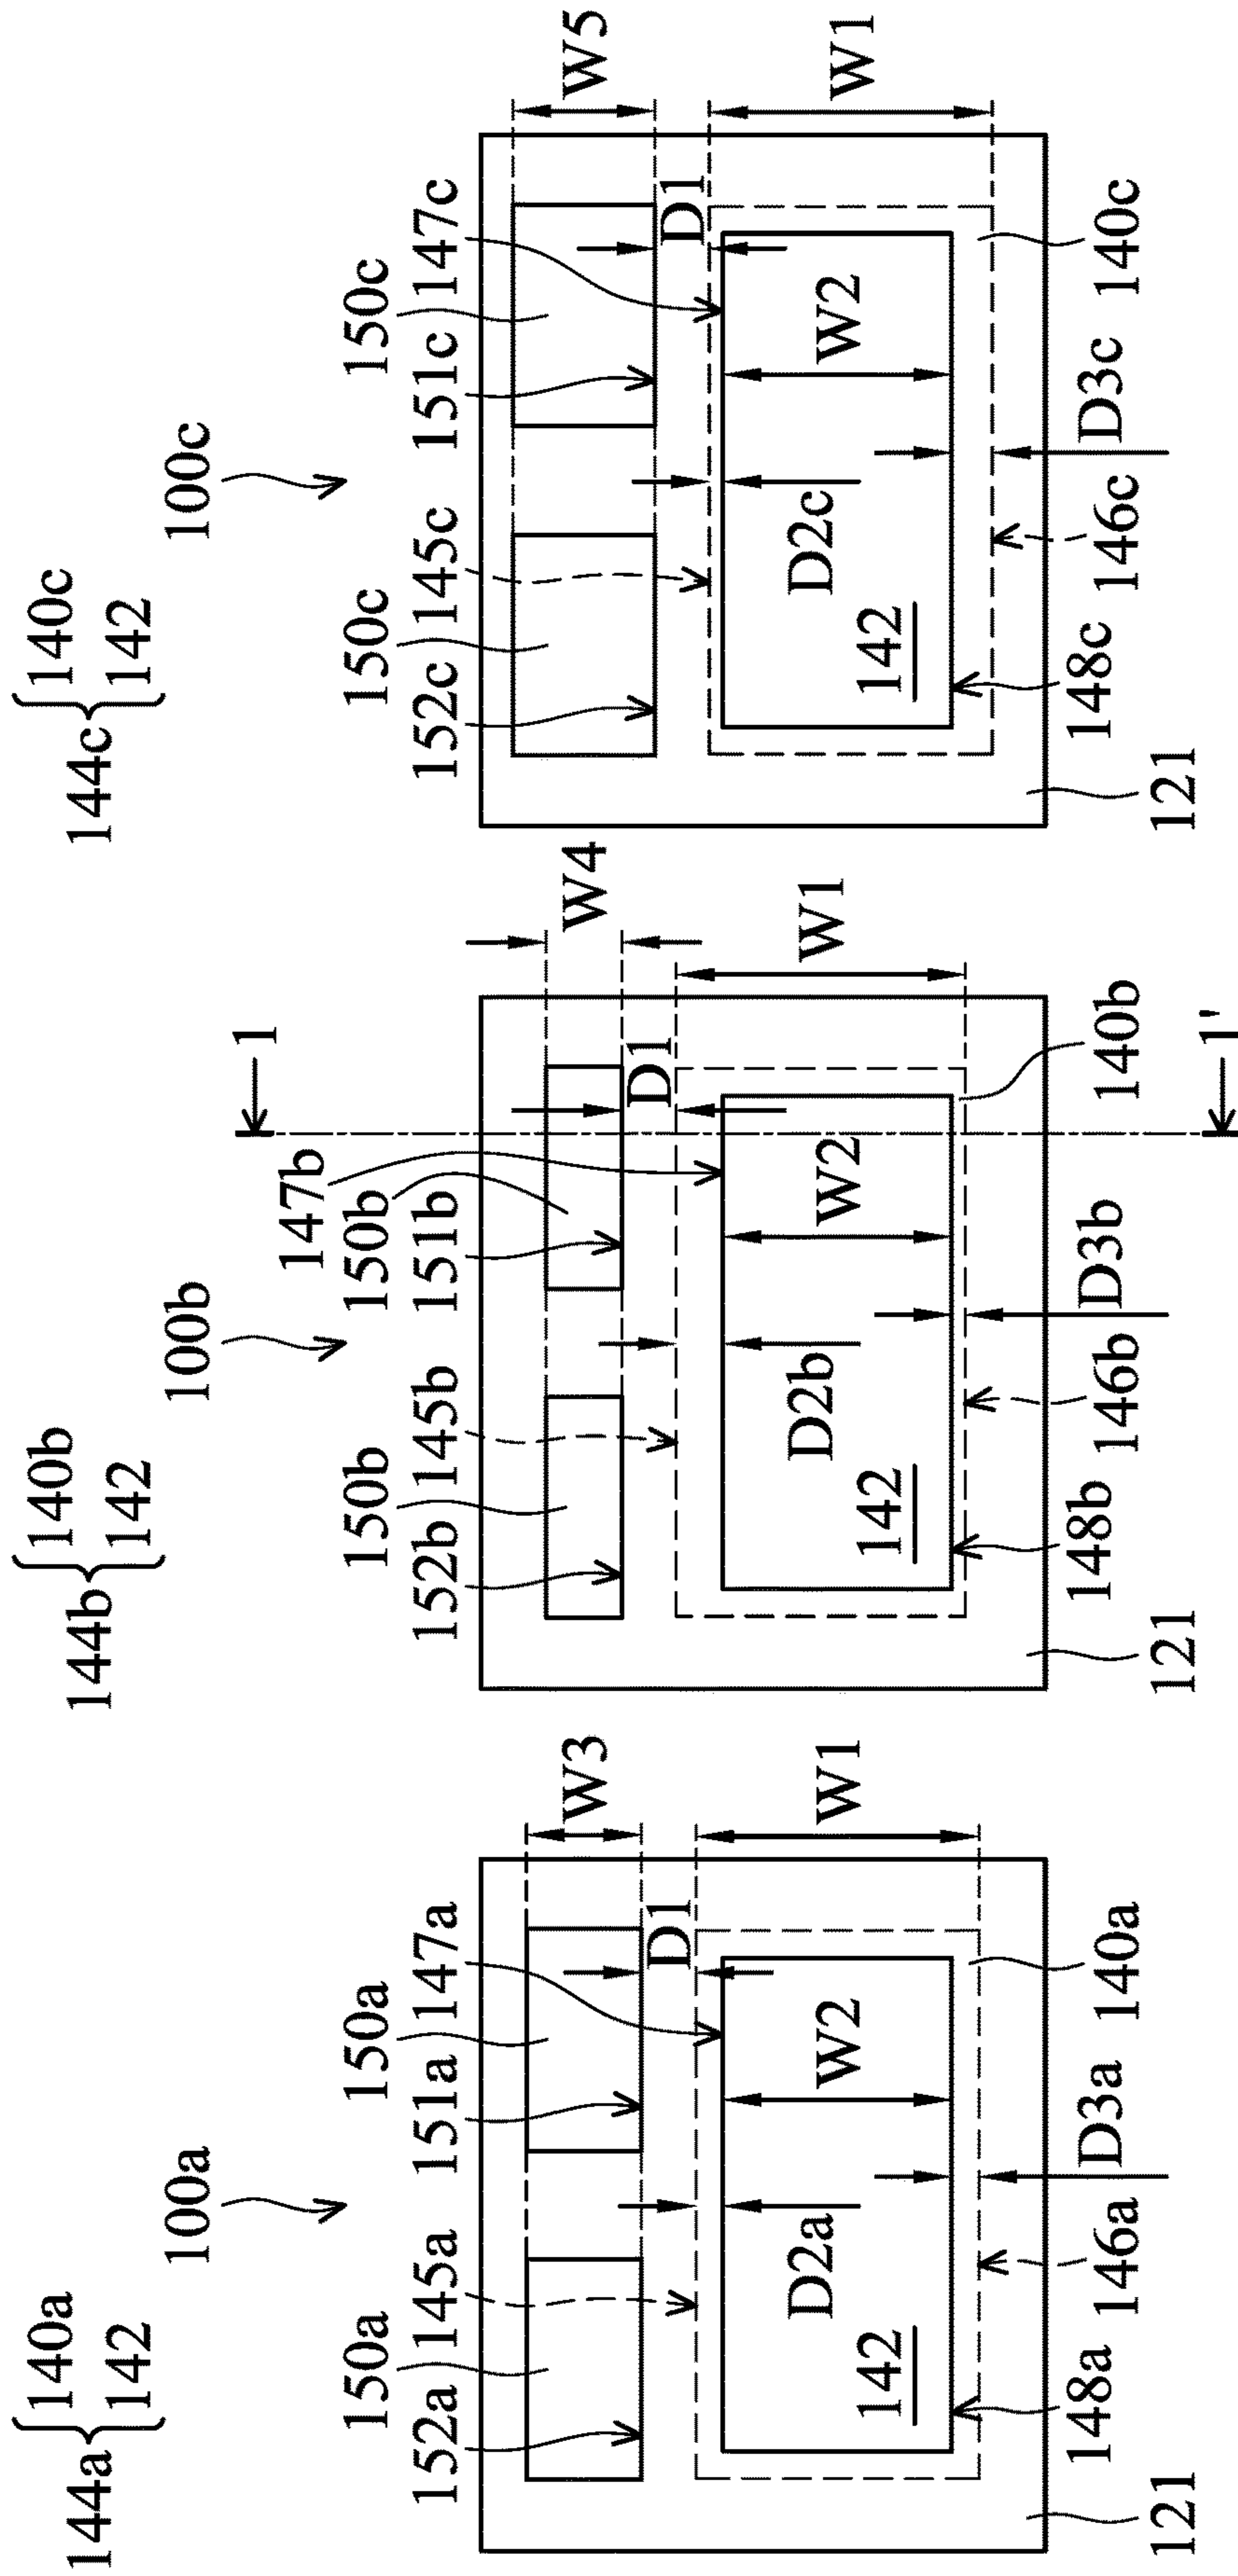 144a { 140a
142
100a
150a
150a
152a
145a
151a
147a
W3
D1
W1
D2a
W2
142
148a
146a
D3a
140a
121
144b { 140b
142
100b
1
147b
150b
150b
152b
145b
151b
W4
D1
W1
D2b
W2
142
148b
146b
D3b
140b
121
1'
144c { 140c
142
100c
150c
150c
152c
145c
151c
147c
W5
D1
W1
D2c
W2
142
148c
146c
D3c
140c
121